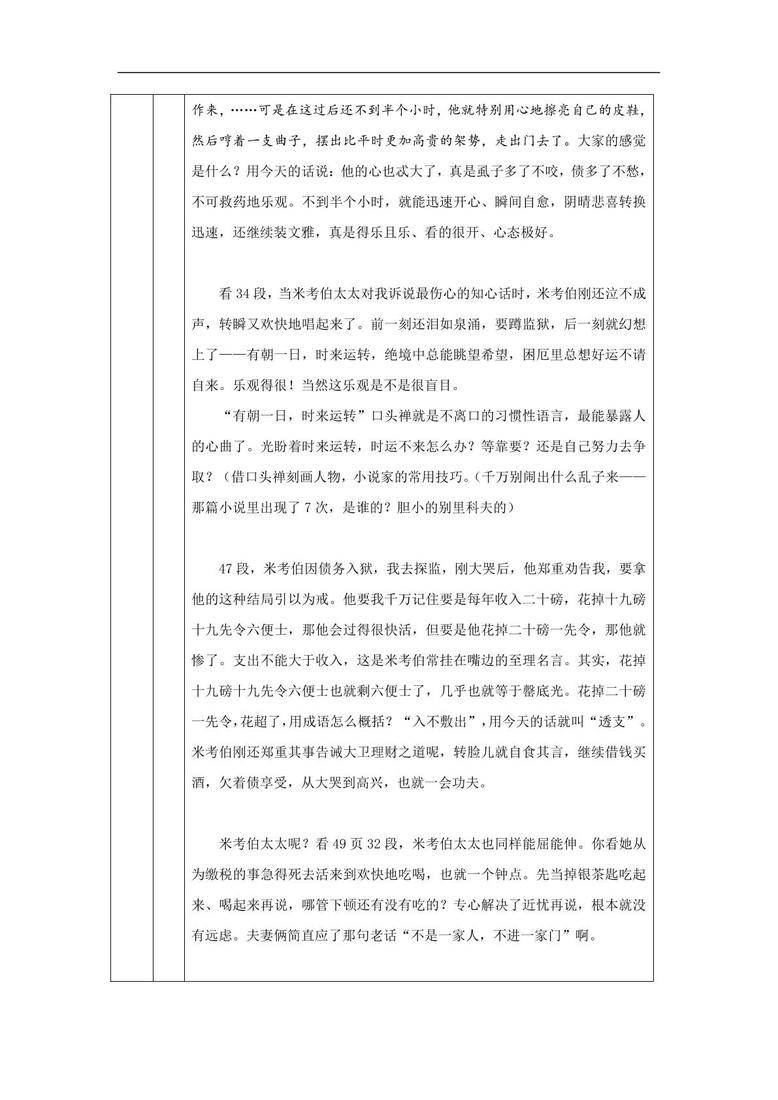 作来，……可是在这过后还不到半个小时，他就特别用心地擦亮自己的皮鞋，
然后哼着一支曲子，摆出比平时更加高贵的架势，走出门去了。大家的感觉
是什么？用今天的话说：他的心也忒大了，真是虱子多了不咬，债多了不愁，
不可救药地乐观。不到半个小时，就能迅速开心、瞬间自愈，阴晴悲喜转换
迅速，还继续装文雅，真是得乐且乐、看的很开、心态极好。
看 34 段，当米考伯太太对我诉说最伤心的知心话时，米考伯刚还泣不成
声，转瞬又欢快地唱起来了。前一刻还泪如泉涌，要蹲监狱，后一刻就幻想
上了——有朝一日，时来运转，绝境中总能眺望希望，困厄里总想好运不请
自来。乐观得很！当然这乐观是不是很盲目。
“有朝一日，时来运转”口头禅就是不离口的习惯性语言，最能暴露人
的心曲了。光盼着时来运转，时运不来怎么办？等靠要？还是自己努力去争
取？（借口头禅刻画人物，小说家的常用技巧。（千万别闹出什么乱子来——
那篇小说里出现了 7 次，是谁的？胆小的别里科夫的）
47 段，米考伯因债务入狱，我去探监，刚大哭后，他郑重劝告我，要拿
他的这种结局引以为戒。他要我千万记住要是每年收入二十磅，花掉十九磅
十九先令六便士，那他会过得很快活，但要是他花掉二十磅一先令，那他就
惨了。支出不能大于收入，这是米考伯常挂在嘴边的至理名言。其实，花掉
十九磅十九先令六便士也就剩六便士了，几乎也就等于罄底光。花掉二十磅
一先令，花超了，用成语怎么概括？“入不敷出”，用今天的话就叫“透支”。
米考伯刚还郑重其事告诫大卫理财之道呢，转脸儿就自食其言，继续借钱买
酒，欠着债享受，从大哭到高兴，也就一会功夫。
米考伯太太呢？看 49 页 32 段，米考伯太太也同样能屈能伸。你看她从
为缴税的事急得死去活来到欢快地吃喝，也就一个钟点。先当掉银茶匙吃起
来、喝起来再说，哪管下顿还有没有吃的？专心解决了近忧再说，根本就没
有远虑。夫妻俩简直应了那句老话“不是一家人，不进一家门”啊。